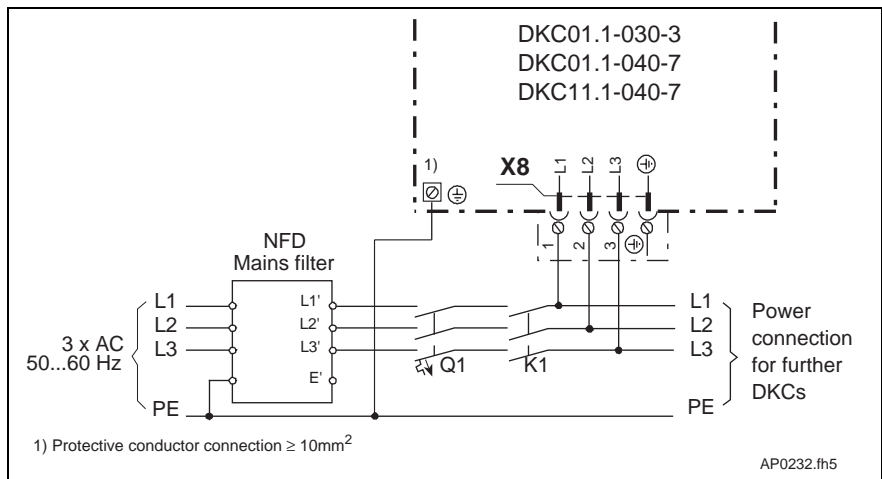 DKC01.1-030-3
DKC01.1-040-7
DKC11.1-040-7
1)
X8
L1
L2
L3
1
2
3
NFD
Mains filter
L1
L2
L3
L1'
L2'
L3'
E'
3 x AC
50...60 Hz
PE
Q1
K1
L1
L2
L3
PE
Power
connection
for further
DKCs
1) Protective conductor connection ≥ 10mm²
AP0232.fh5